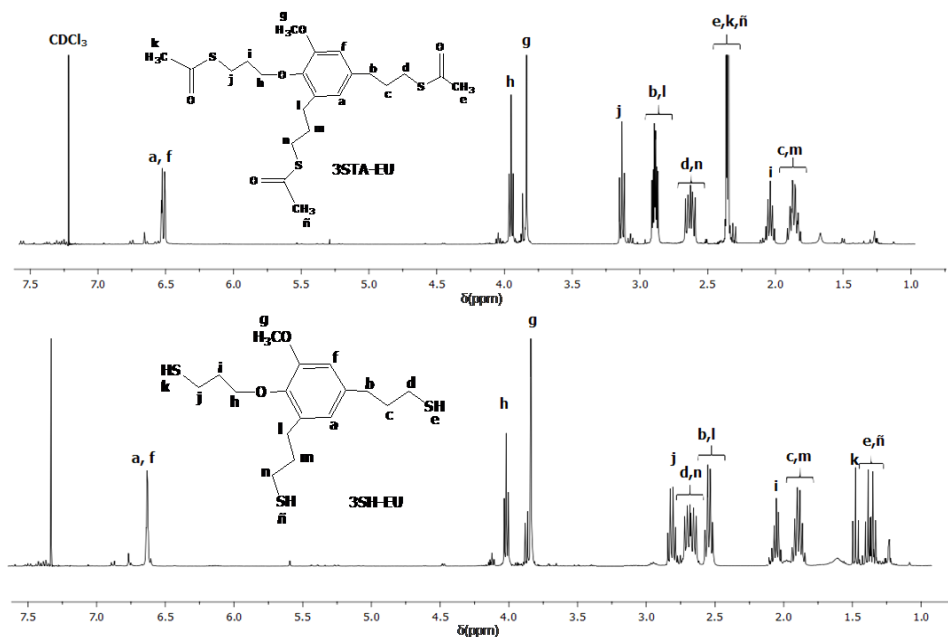 g
H₃CO
CDCl₃
k
H₃C
S
i
j
O
h
O
f
a
b
c
d
S
O
CH₃
e
l
m
n
S
O
CH₃
ñ
3STA-EU
a, f
h
g
j
b,l
d,n
e,k,ñ
i
c,m
7.5 7.0 6.5 6.0 5.5 5.0 4.5 4.0 3.5 3.0 2.5 2.0 1.5 1.0
δ(ppm)
g
H₃CO
HS
k
i
j
h
O
f
a
b
c
d
SH
e
l
m
n
SH
ñ
3SH-EU
a, f
h
g
j
d,n
b,l
i
c,m
k
e,ñ
7.5 7.0 6.5 6.0 5.5 5.0 4.5 4.0 3.5 3.0 2.5 2.0 1.5 1.0
δ(ppm)